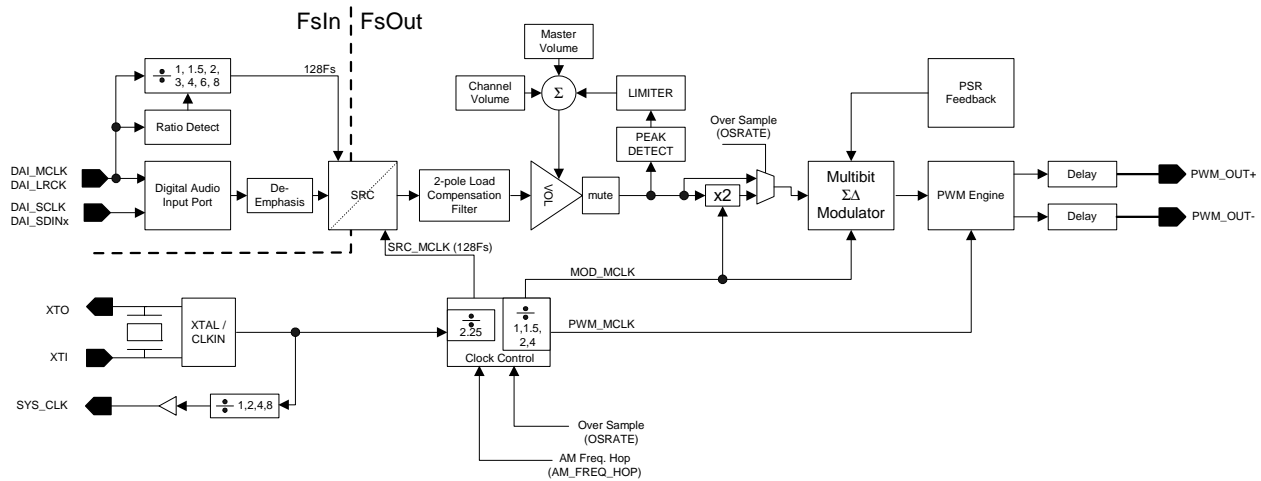 FsIn FsOut
Master
Volume
Channel
Volume
Σ
LIMITER
PEAK
DETECT
÷ 1, 1.5, 2,
3, 4, 6, 8
128Fs
Ratio Detect
DAI_MCLK
DAI_LRCK
DAI_SCLK
DAI_SDINx
Digital Audio
Input Port
De-
Emphasis
SRC
2-pole Load
Compensation
Filter
VOL
mute
x2
Over Sample
(OSRATE)
PSR
Feedback
Multibit
ΣΔ
Modulator
PWM Engine
Delay
PWM_OUT+
Delay
PWM_OUT-
SRC_MCLK (128Fs)
MOD_MCLK
PWM_MCLK
XTO
XTI
XTAL /
CLKIN
÷
2.25
÷
1,1.5,
2,4
Clock Control
SYS_CLK
÷ 1,2,4,8
Over Sample
(OSRATE)
AM Freq. Hop
(AM_FREQ_HOP)